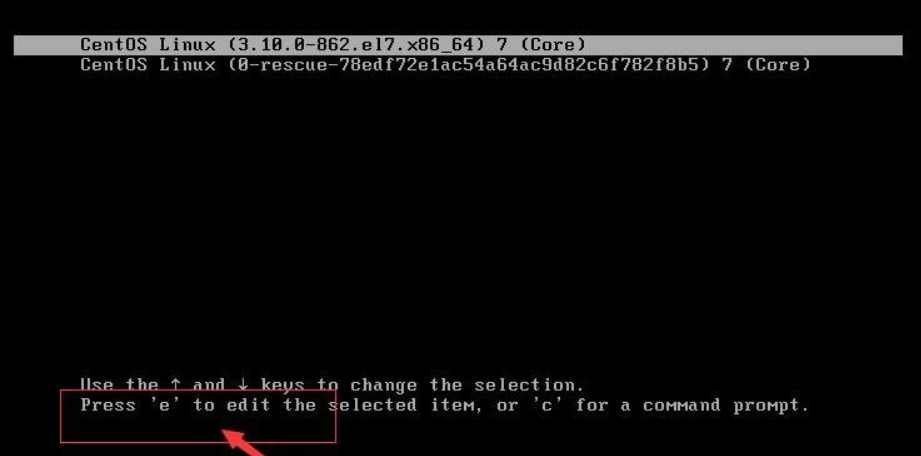 CentOS Linux (3.10.0-862.el7.x86_64) 7 (Core)
CentOS Linux (0-rescue-78edf72e1ac54a64ac9d82c6f782f8b5) 7 (Core)
Use the ↑ and ↓ keys to change the selection.
Press 'e' to edit the selected item, or 'c' for a command prompt.